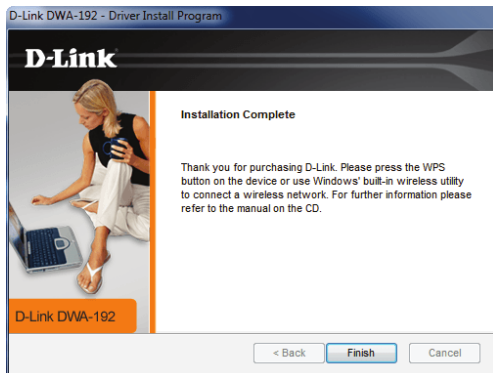 D-Link DWA-192 - Driver Install Program
D-Link
Installation Complete
Thank you for purchasing D-Link. Please press the WPS
button on the device or use Windows' built-in wireless utility
to connect a wireless network. For further information please
refer to the manual on the CD.
D-Link DWA-192
< Back
Finish
Cancel